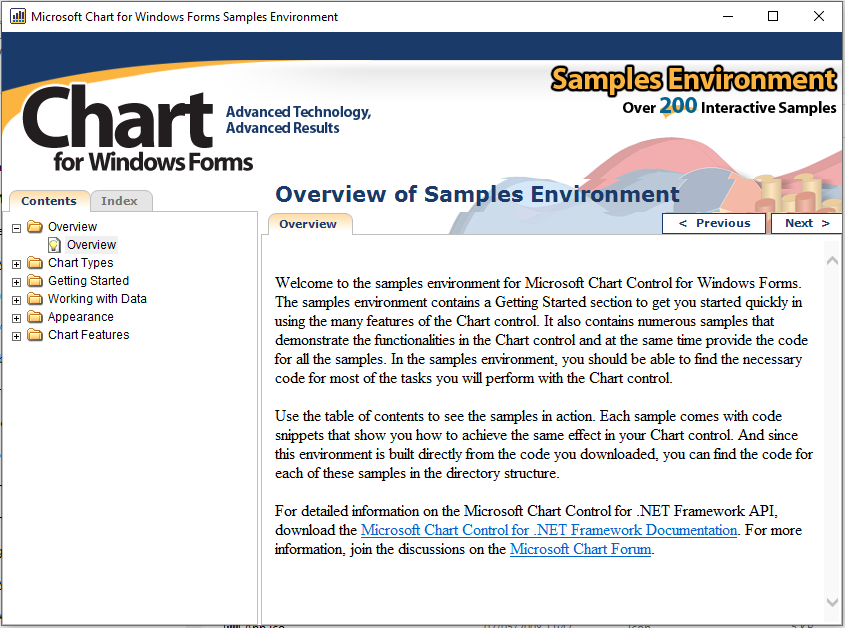 Microsoft Chart for Windows Forms Samples Environment
Samples Environment
Over 200 Interactive Samples
Chart
for Windows Forms
Advanced Technology,
Advanced Results
Contents
Index
Overview
Overview
Chart Types
Getting Started
Working with Data
Appearance
Chart Features
Overview of Samples Environment
Overview
< Previous
Next >
Welcome to the samples environment for Microsoft Chart Control for Windows Forms.
The samples environment contains a Getting Started section to get you started quickly in
using the many features of the Chart control. It also contains numerous samples that
demonstrate the functionalities in the Chart control and at the same time provide the code
for all the samples. In the samples environment, you should be able to find the necessary
code for most of the tasks you will perform with the Chart control.
Use the table of contents to see the samples in action. Each sample comes with code
snippets that show you how to achieve the same effect in your Chart control. And since
this environment is built directly from the code you downloaded, you can find the code for
each of these samples in the directory structure.
For detailed information on the Microsoft Chart Control for .NET Framework API,
download the Microsoft Chart Control for .NET Framework Documentation. For more
information, join the discussions on the Microsoft Chart Forum.